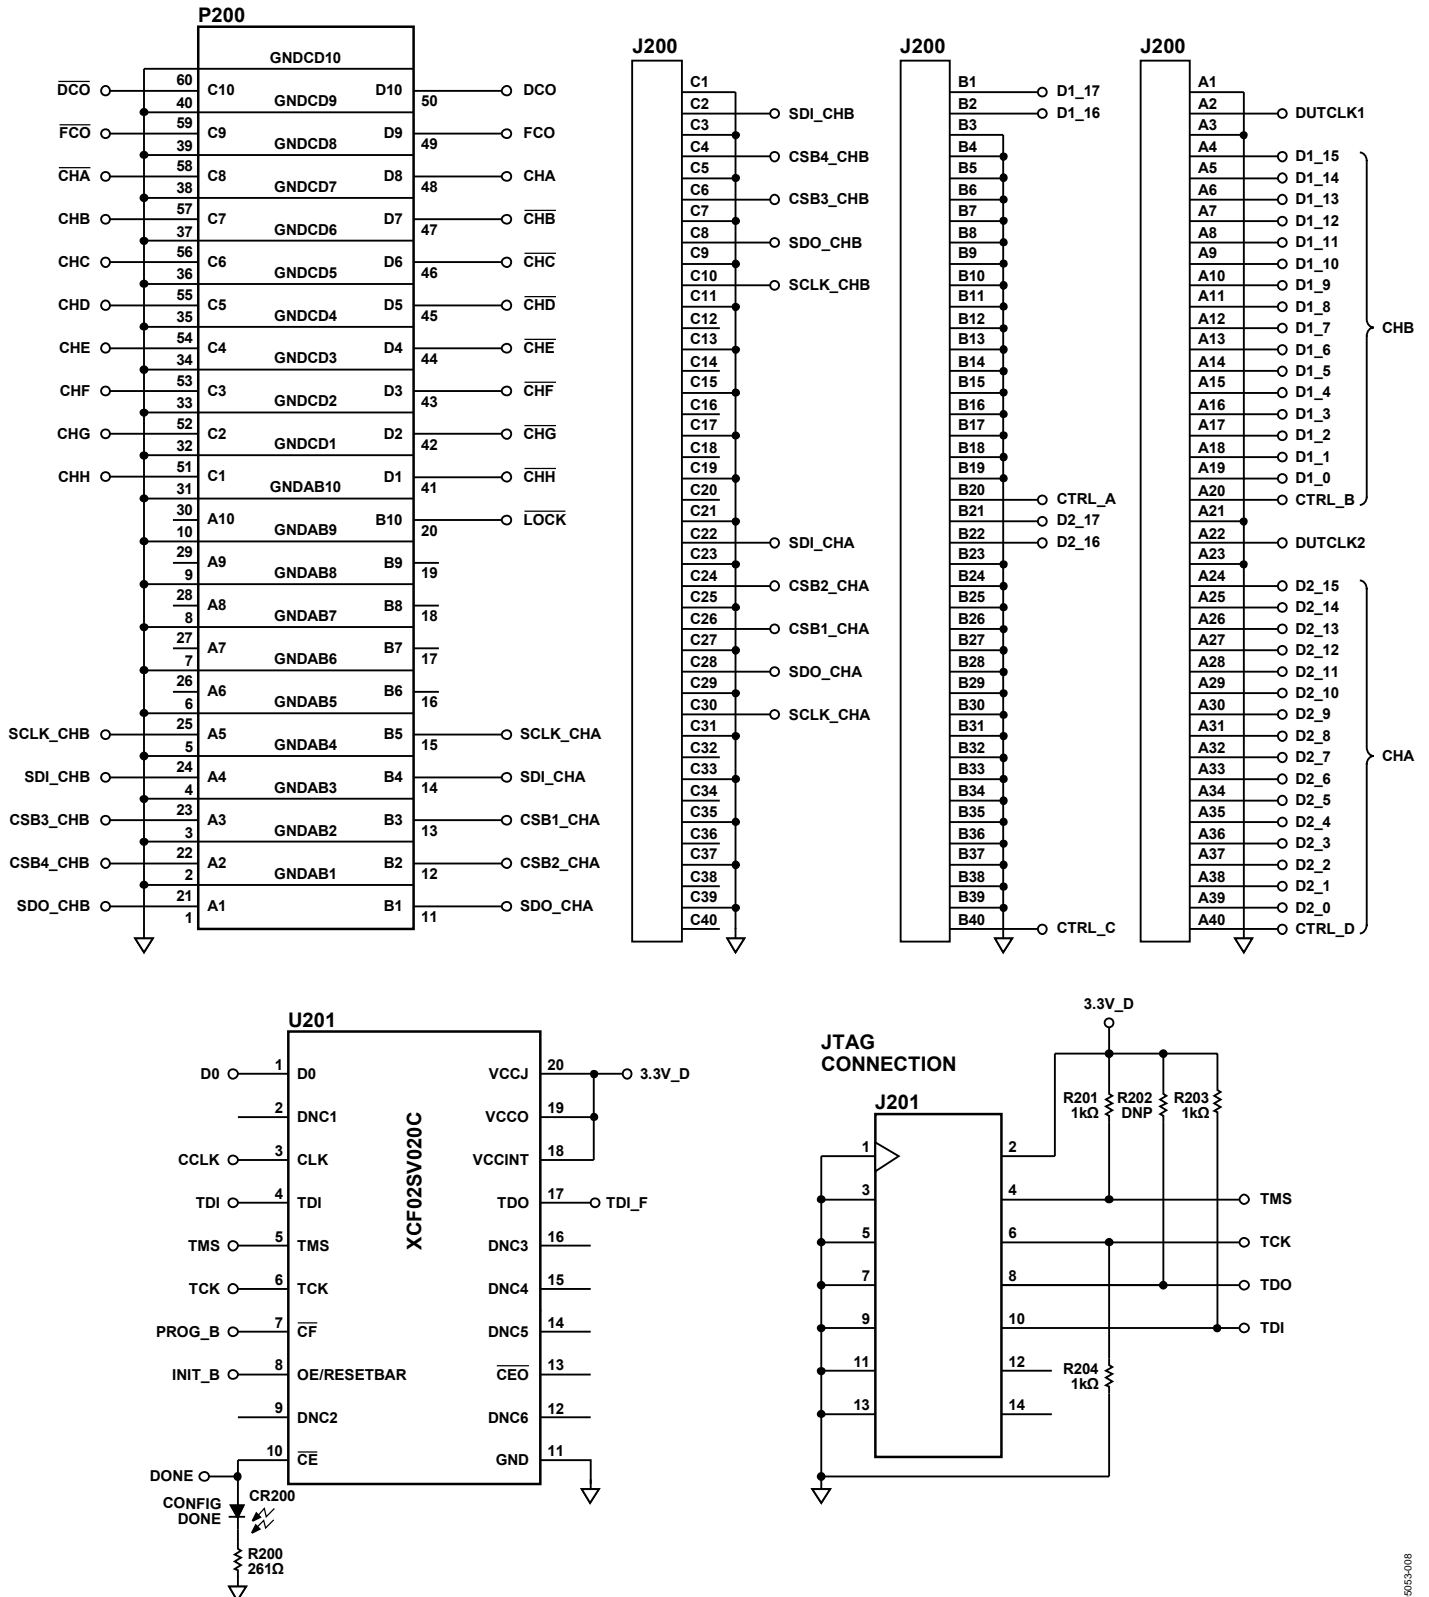 P200
GNDCD10
DCO 60 C10 D10 50 DCO
40 GNDCD9
FCO 59 C9 D9 49 FCO
39 GNDCD8
CHA 58 C8 D8 48 CHA
38 GNDCD7
CHB 57 C7 D7 47 CHB
37 GNDCD6
CHC 56 C6 D6 46 CHC
36 GNDCD5
CHD 55 C5 D5 45 CHD
35 GNDCD4
CHE 54 C4 D4 44 CHE
34 GNDCD3
CHF 53 C3 D3 43 CHF
33 GNDCD2
CHG 52 C2 D2 42 CHG
32 GNDCD1
CHH 51 C1 D1 41 CHH
31 GNDAB10
30 A10 B10 20 LOCK
10 GNDAB9
29 A9 B9 19
9 GNDAB8
28 A8 B8 18
8 GNDAB7
27 A7 B7 17
7 GNDAB6
26 A6 B6 16
6 GNDAB5
SCLK_CHB 25 A5 B5 15 SCLK_CHA
5 GNDAB4
SDI_CHB 24 A4 B4 14 SDI_CHA
4 GNDAB3
CSB3_CHB 23 A3 B3 13 CSB1_CHA
3 GNDAB2
CSB4_CHB 22 A2 B2 12 CSB2_CHA
2 GNDAB1
SDO_CHB 21 A1 B1 11 SDO_CHA
1
J200
C1
C2 SDI_CHB
C3
C4 CSB4_CHB
C5
C6 CSB3_CHB
C7
C8 SDO_CHB
C9
C10 SCLK_CHB
C11
C12
C13
C14
C15
C16
C17
C18
C19
C20
C21
C22 SDI_CHA
C23
C24 CSB2_CHA
C25
C26 CSB1_CHA
C27
C28 SDO_CHA
C29
C30 SCLK_CHA
C31
C32
C33
C34
C35
C36
C37
C38
C39
C40
J200
B1 D1_17
B2 D1_16
B3
B4
B5
B6
B7
B8
B9
B10
B11
B12
B13
B14
B15
B16
B17
B18
B19
B20 CTRL_A
B21 D2_17
B22 D2_16
B23
B24
B25
B26
B27
B28
B29
B30
B31
B32
B33
B34
B35
B36
B37
B38
B39
B40 CTRL_C
J200
A1
A2 DUTCLK1
A3
A4 D1_15
A5 D1_14
A6 D1_13
A7 D1_12
A8 D1_11
A9 D1_10
A10 D1_9
A11 D1_8
A12 D1_7
CHB
A13 D1_6
A14 D1_5
A15 D1_4
A16 D1_3
A17 D1_2
A18 D1_1
A19 D1_0
A20 CTRL_B
A21
A22 DUTCLK2
A23
A24 D2_15
A25 D2_14
A26 D2_13
A27 D2_12
A28 D2_11
A29 D2_10
A30 D2_9
A31 D2_8
A32 D2_7
CHA
A33 D2_6
A34 D2_5
A35 D2_4
A36 D2_3
A37 D2_2
A38 D2_1
A39 D2_0
A40 CTRL_D
U201
XCF02SV020C
D0 1 D0 VCCJ 20 3.3V_D
2 DNC1 VCCO 19
CCLK 3 CLK VCCINT 18
TDI 4 TDI TDO 17 TDI_F
TMS 5 TMS DNC3 16
TCK 6 TCK DNC4 15
PROG_B 7 CF DNC5 14
INIT_B 8 OE/RESETBAR CEO 13
9 DNC2 DNC6 12
10 CE GND 11
DONE
CONFIG
DONE
CR200
R200
261Ω
3.3V_D
JTAG
CONNECTION
J201
R201
1kΩ
R202
DNP
R203
1kΩ
1 2
3 4 TMS
5 6 TCK
7 8 TDO
9 10 TDI
11 12
R204
1kΩ
13 14
5053-008